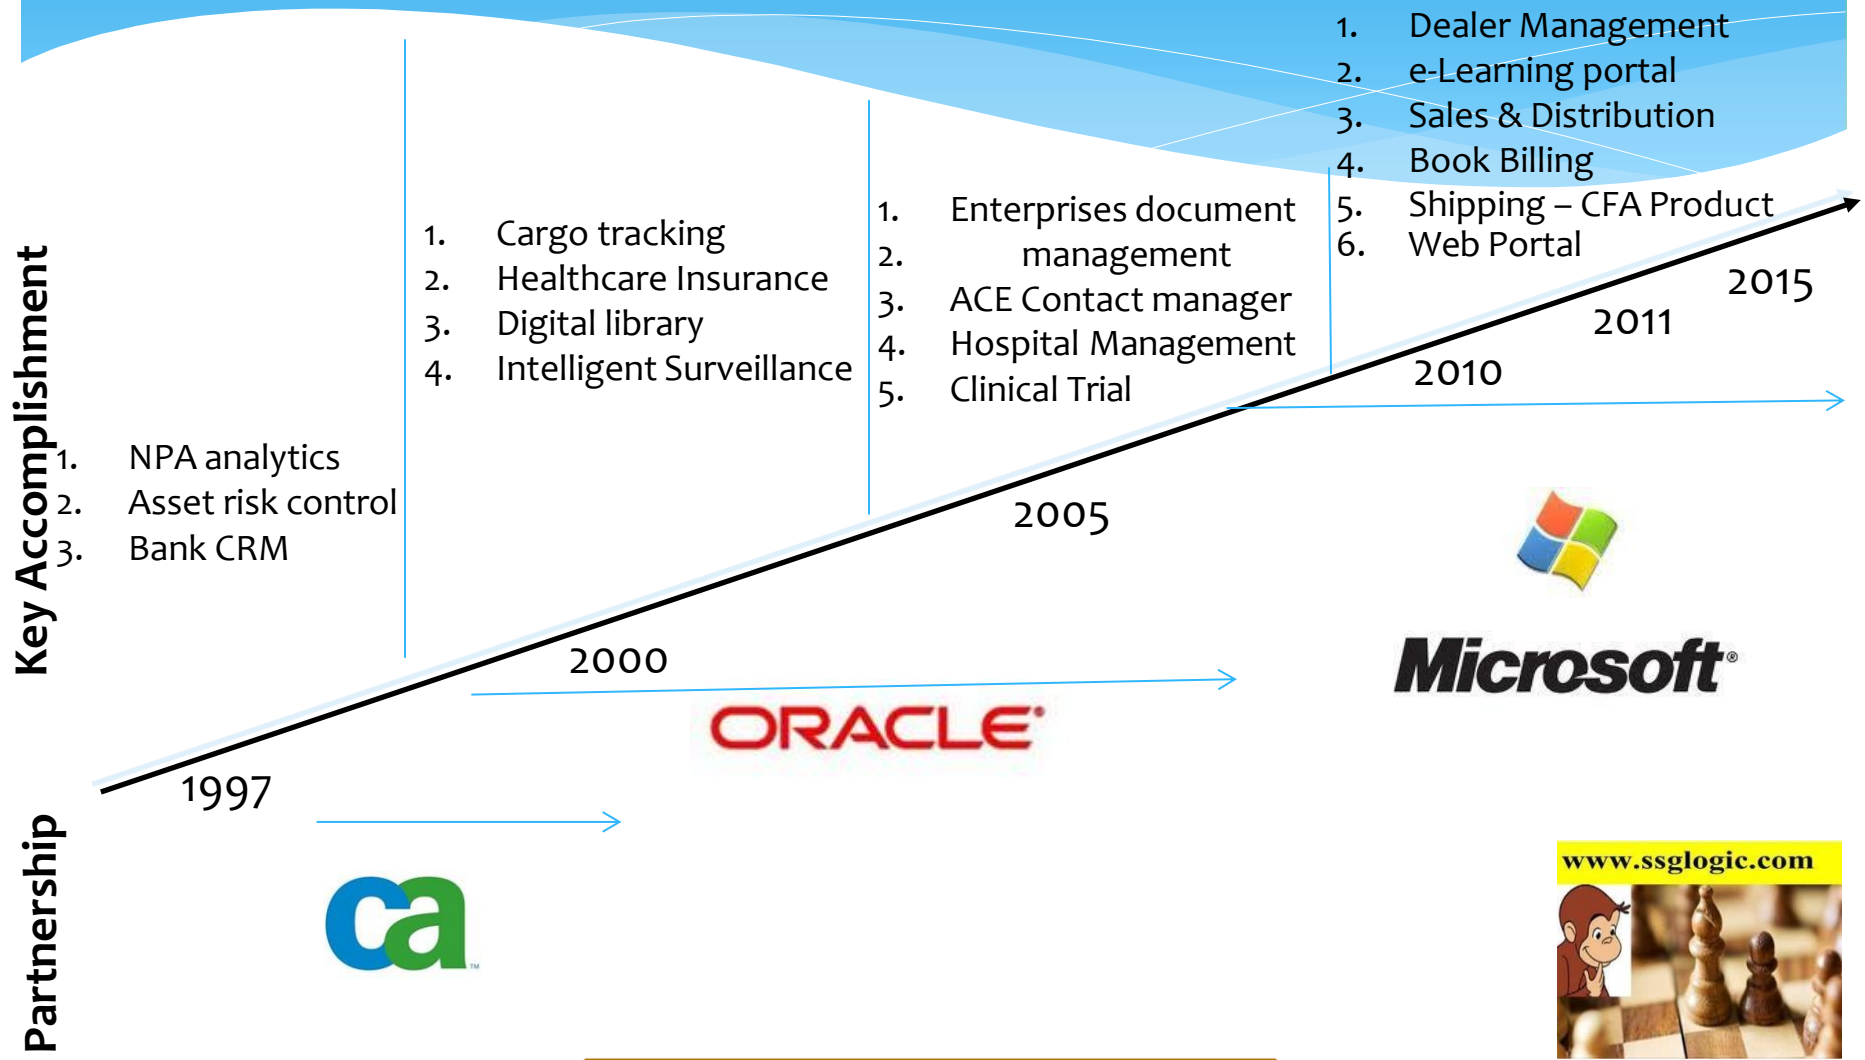 1. Dealer Management
2. e-Learning portal
3. Sales & Distribution
4. Book Billing
5. Shipping – CFA Product
6. Web Portal
1. Enterprises document
2. management
3. ACE Contact manager
4. Hospital Management
5. Clinical Trial
1. Cargo tracking
2. Healthcare Insurance
3. Digital library
4. Intelligent Surveillance
1. NPA analytics
2. Asset risk control
3. Bank CRM
Key Accomplishment
2015
2011
2010
2005
2000
1997
Microsoft®
ORACLE®
ca™
Partnership
www.ssglogic.com